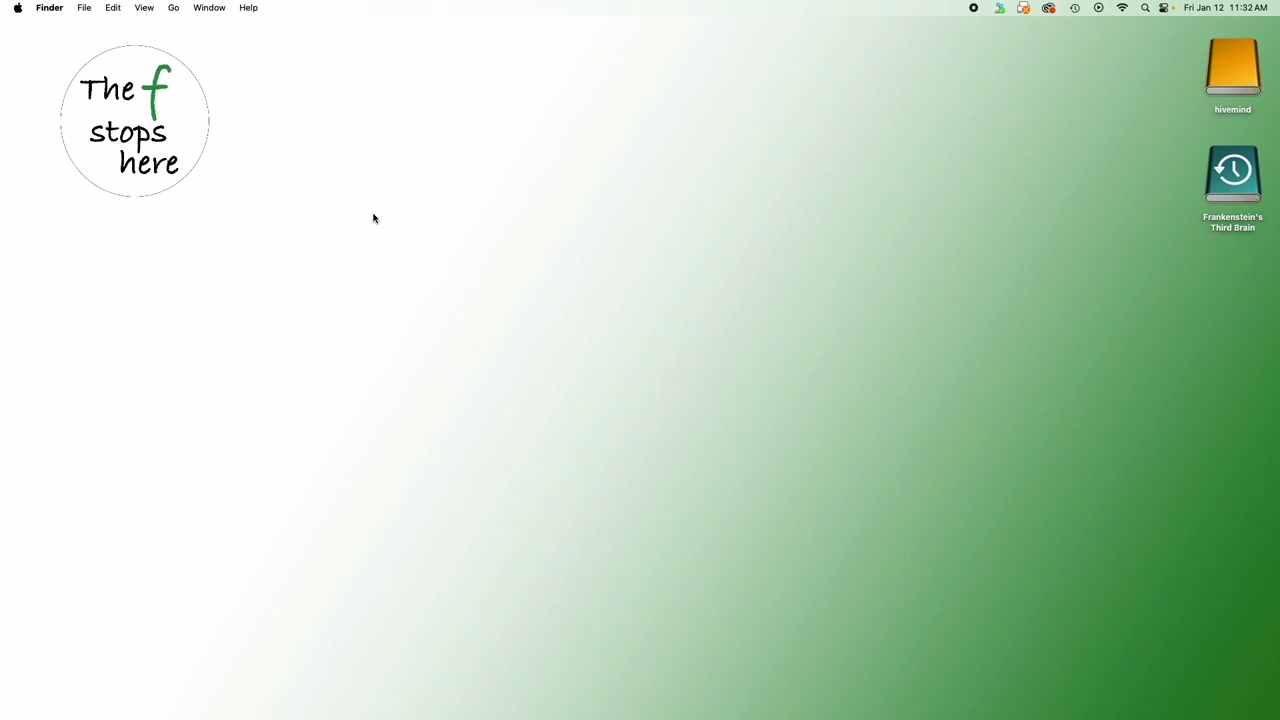 Finder File Edit View Go Window Help
Fri Jan 12 11:32 AM
The f
stops
here
hivemind
Frankenstein's
Third Brain